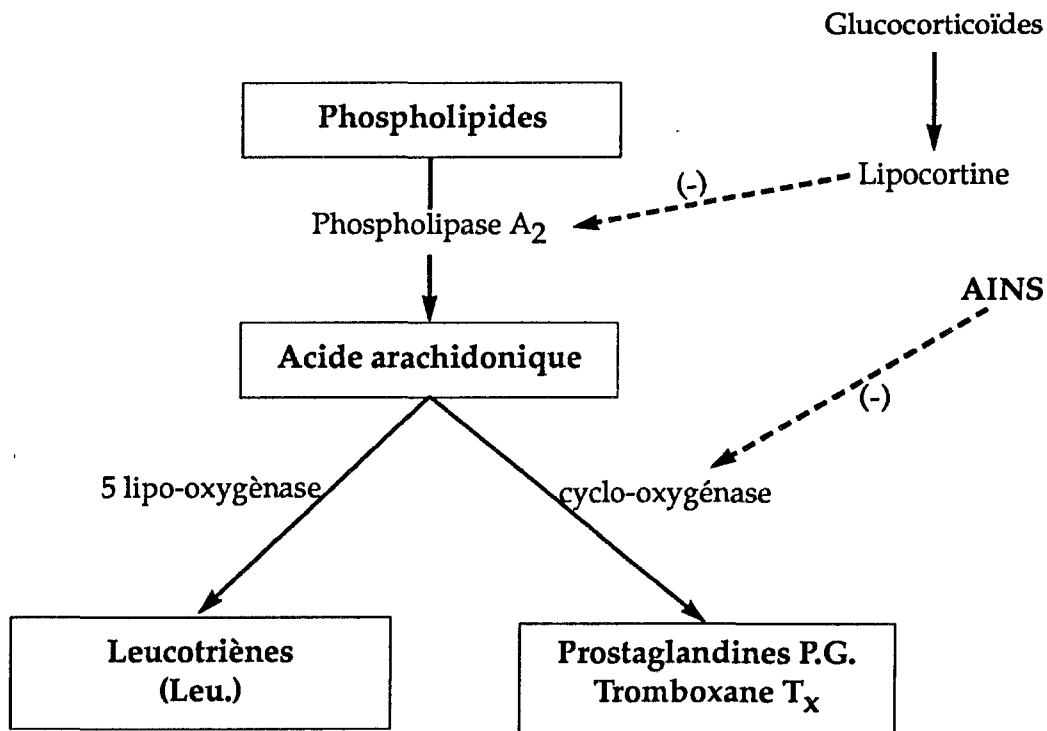 Glucocorticoïdes
Phospholipides
Lipocortine
(-)
Phospholipase A2
AINS
Acide arachidonique
(-)
5 lipo-oxygènase
cyclo-oxygénase
Leucotriènes
(Leu.)
Prostaglandines P.G.
Tromboxane Tx